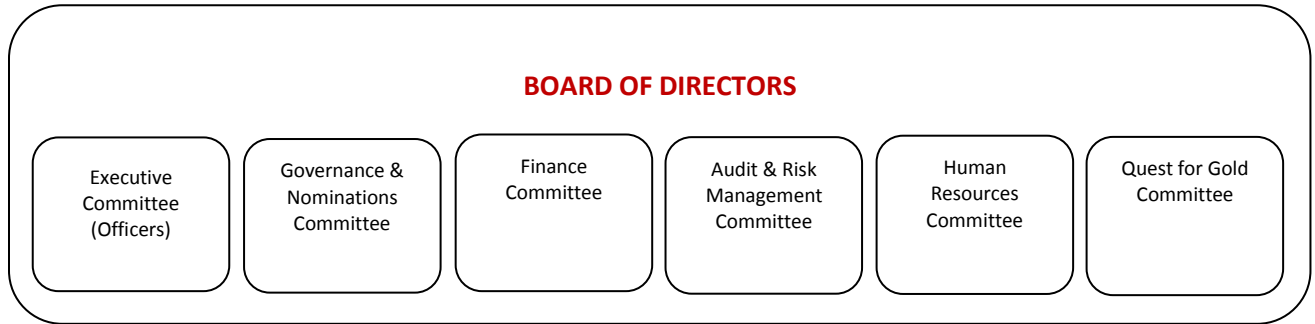 BOARD OF DIRECTORS
Executive
Committee
(Officers)
Governance &
Nominations
Committee
Finance
Committee
Audit & Risk
Management
Committee
Human
Resources
Committee
Quest for Gold
Committee